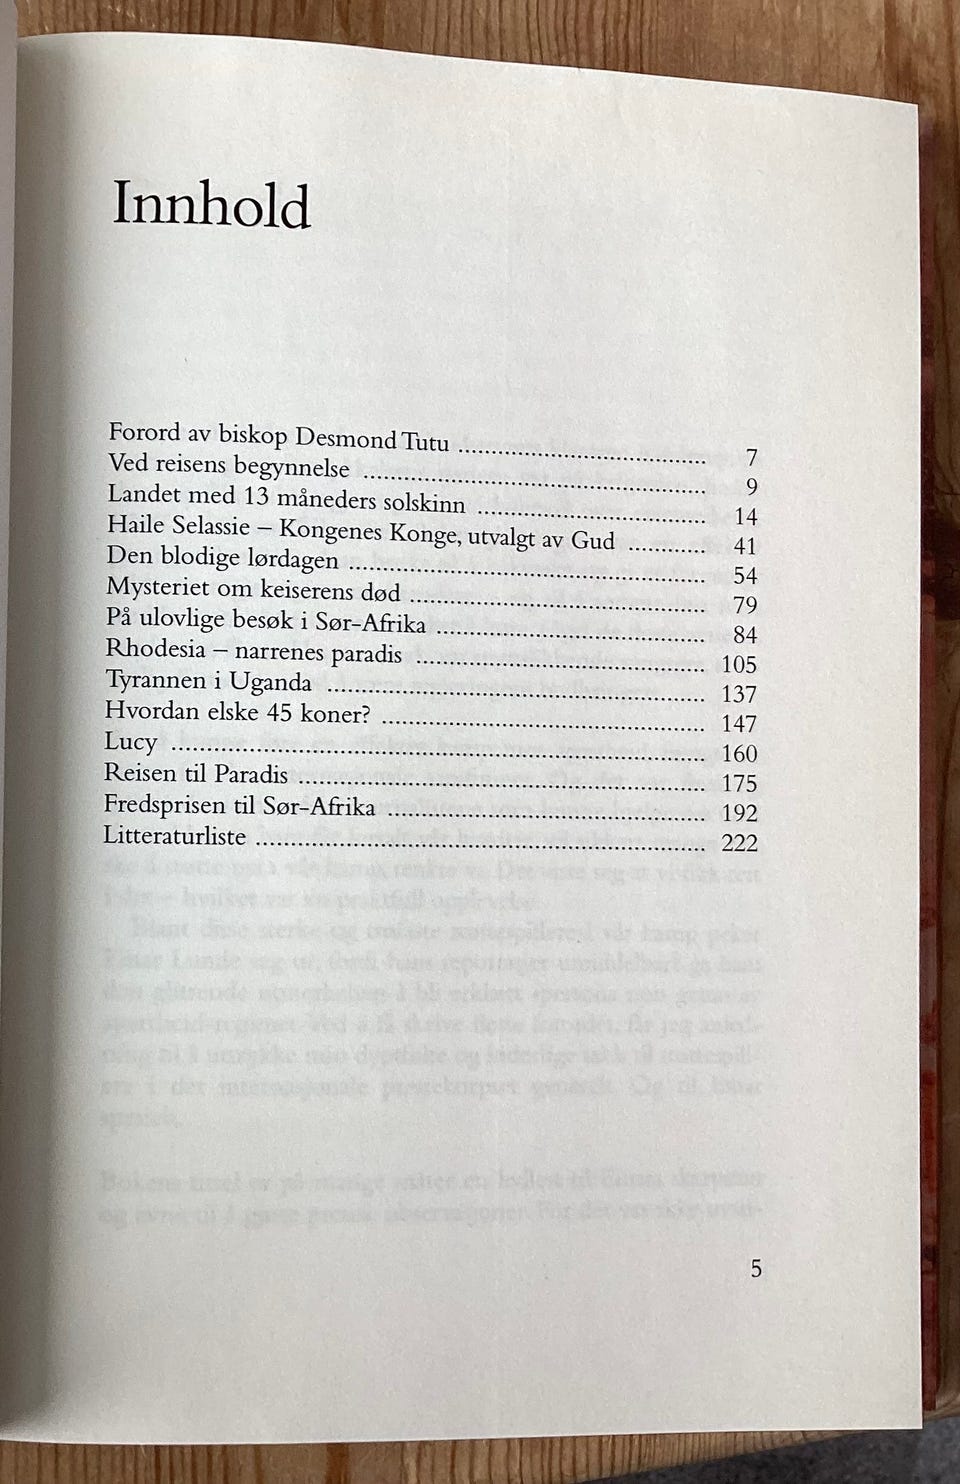 Innhold
Forord av biskop Desmond Tutu ........ 7
Ved reisens begynnelse ........ 9
Landet med 13 måneders solskinn ........ 14
Haile Selassie – Kongenes Konge, utvalgt av Gud ........ 41
Den blodige lørdagen ........ 54
Mysteriet om keiserens død ........ 79
På ulovlige besøk i Sør-Afrika ........ 84
Rhodesia – narrenes paradis ........ 105
Tyrannen i Uganda ........ 137
Hvordan elske 45 koner? ........ 147
Lucy ........ 160
Reisen til Paradis ........ 175
Fredsprisen til Sør-Afrika ........ 192
Litteraturliste ........ 222
5